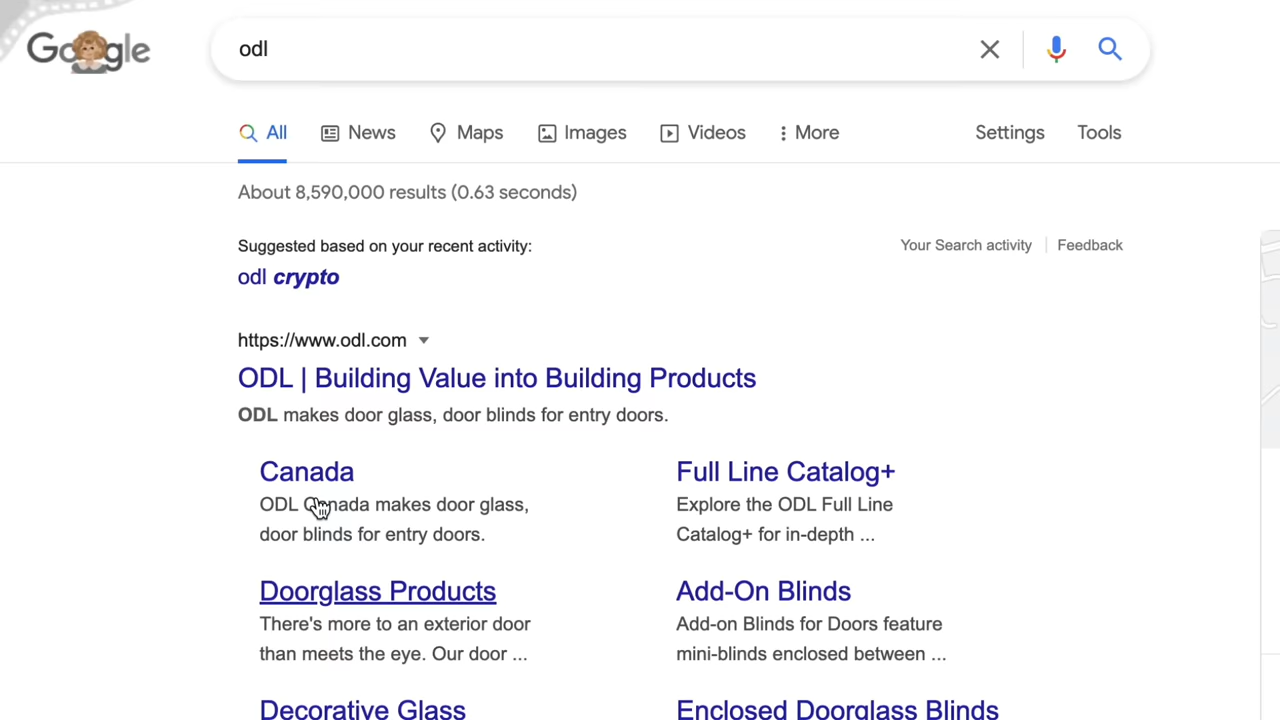 Google
odl
All News Maps Images Videos More Settings Tools
About 8,590,000 results (0.63 seconds)
Suggested based on your recent activity: Your Search activity Feedback
odl crypto
https://www.odl.com
ODL | Building Value into Building Products
ODL makes door glass, door blinds for entry doors.
Canada
ODL Canada makes door glass,
door blinds for entry doors.
Full Line Catalog+
Explore the ODL Full Line
Catalog+ for in-depth ...
Doorglass Products
There's more to an exterior door
than meets the eye. Our door ...
Add-On Blinds
Add-on Blinds for Doors feature
mini-blinds enclosed between ...
Decorative Glass
Enclosed Doorglass Blinds